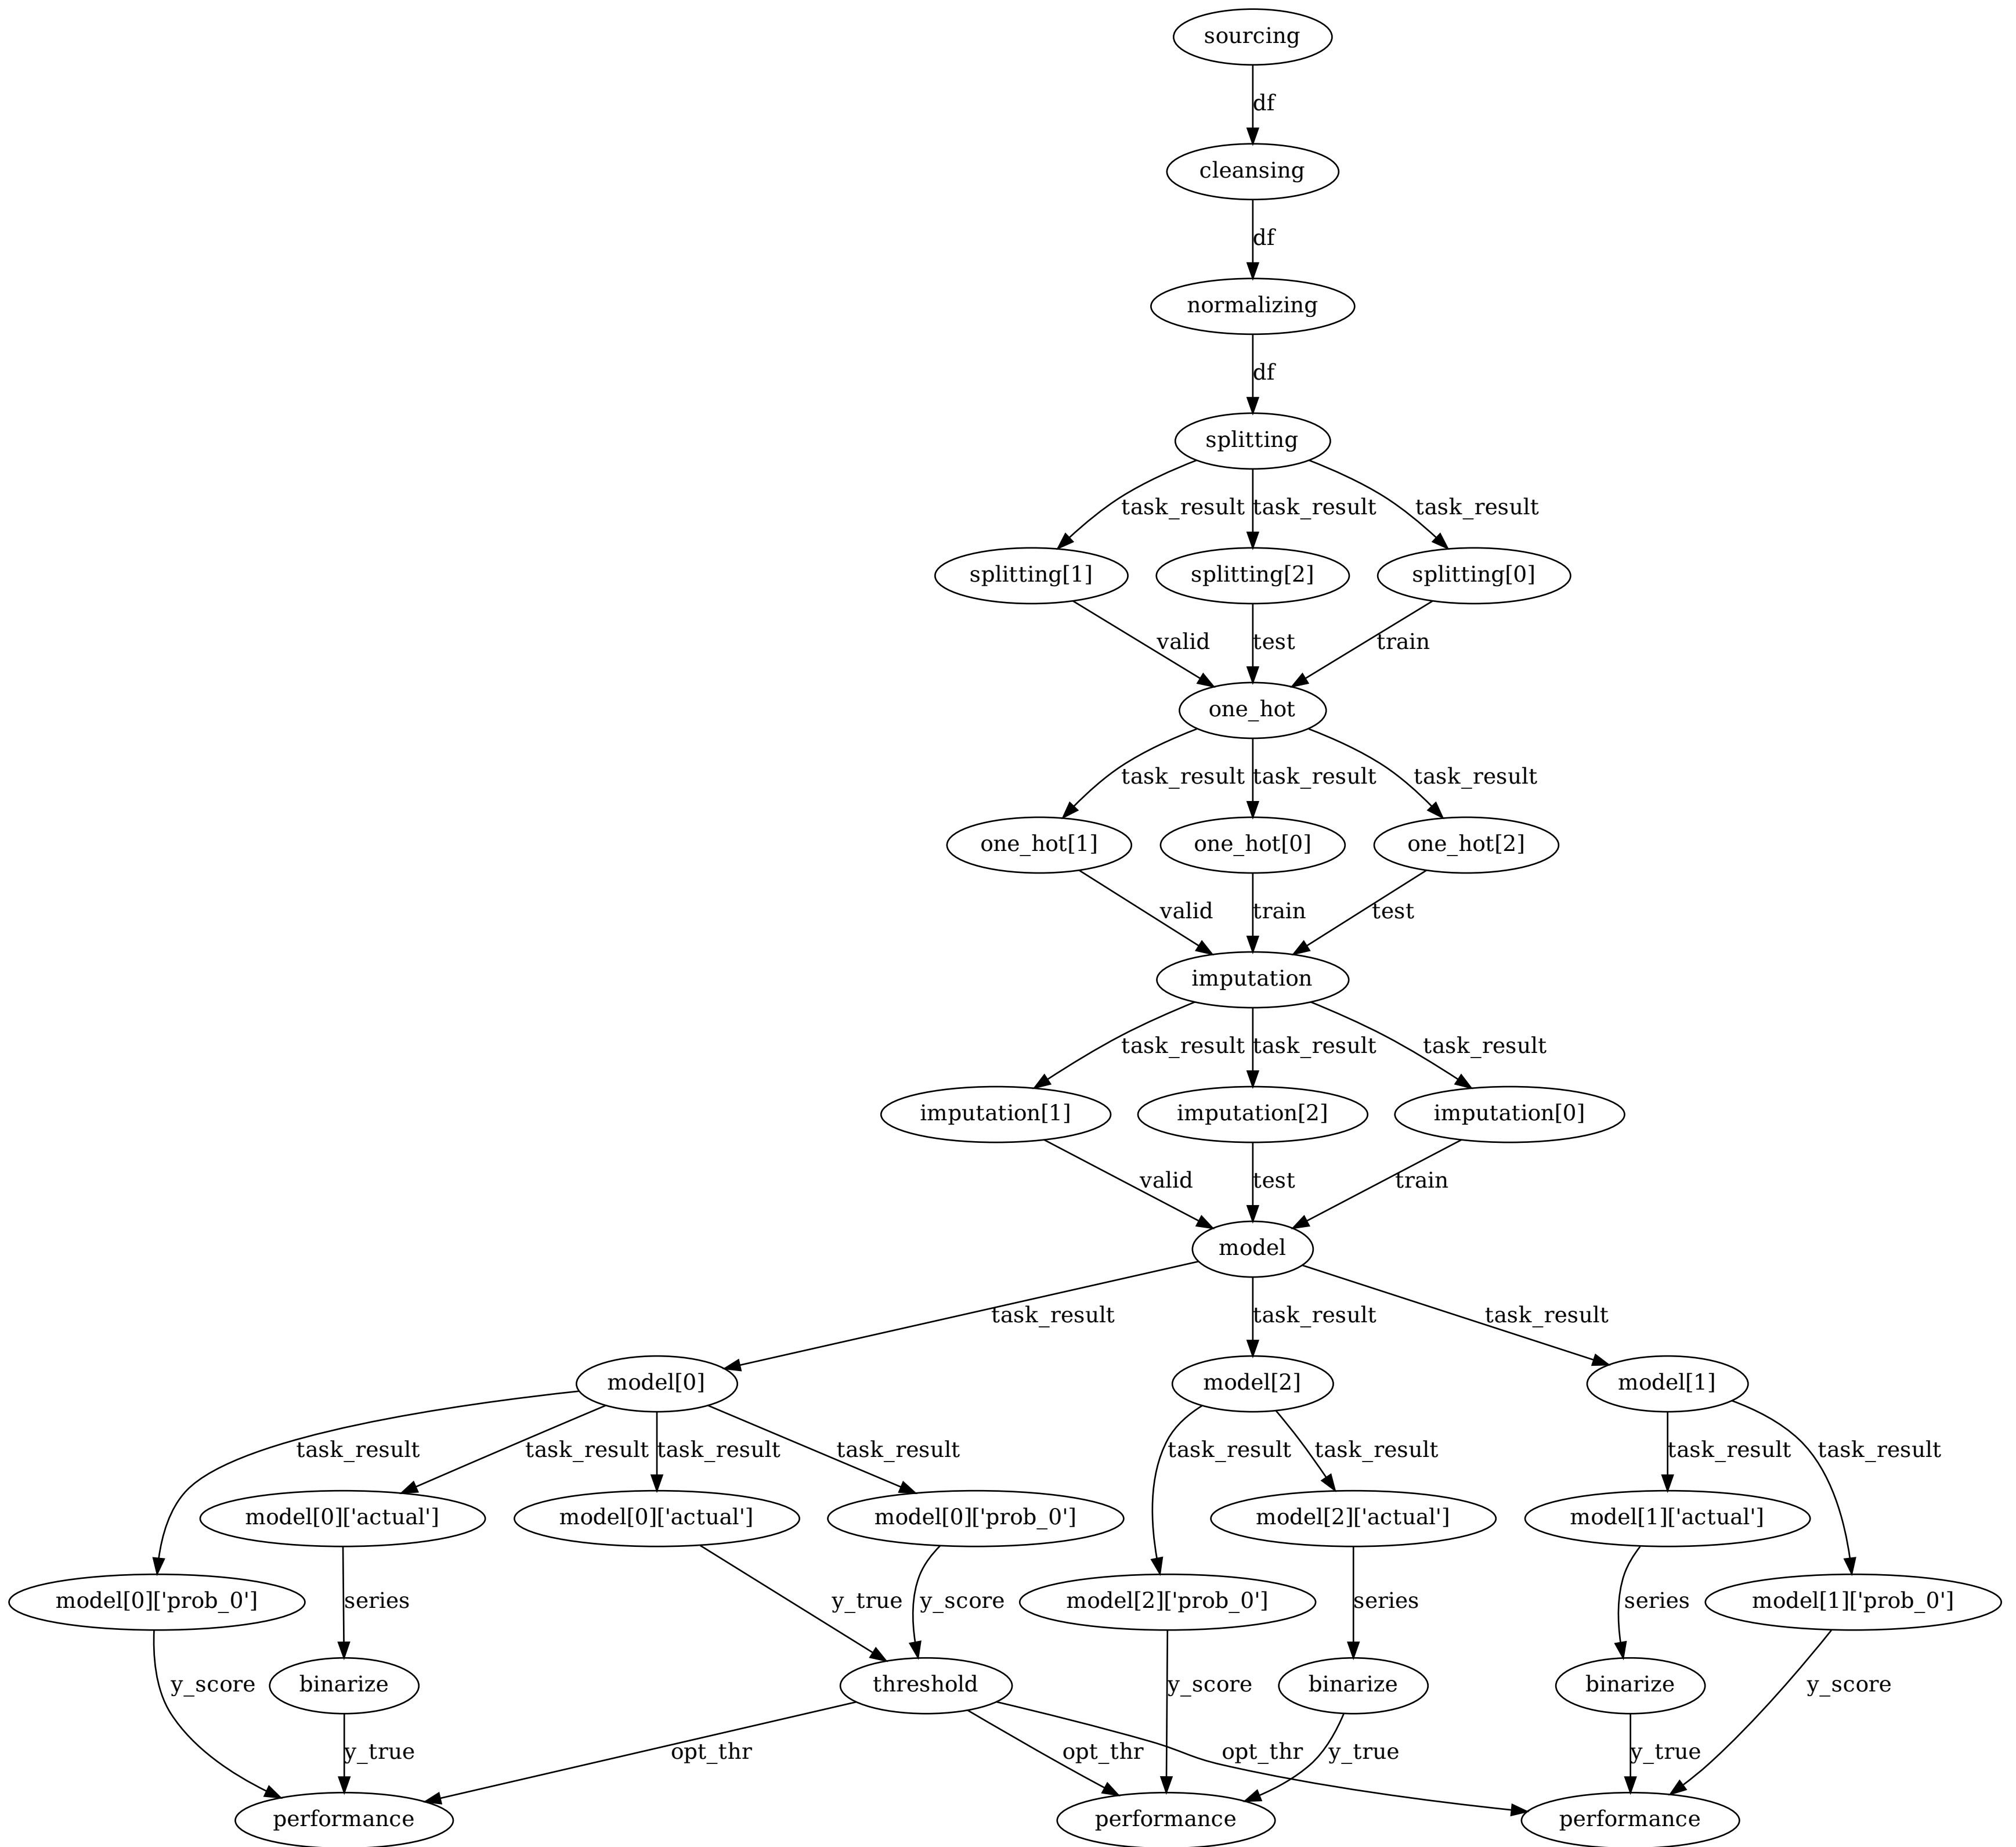 sourcing
df
cleansing
df
normalizing
df
splitting
task_result task_result task_result
splitting[1] splitting[2] splitting[0]
valid test train
one_hot
task_result task_result task_result
one_hot[1] one_hot[0] one_hot[2]
valid train test
imputation
task_result task_result task_result
imputation[1] imputation[2] imputation[0]
valid test train
model
task_result task_result task_result
model[0] model[2] model[1]
task_result task_result task_result task_result task_result task_result task_result task_result
model[0]['actual'] model[0]['actual'] model[0]['prob_0'] model[2]['actual'] model[1]['actual']
model[0]['prob_0'] series y_true y_score model[2]['prob_0'] series series model[1]['prob_0']
y_score binarize threshold y_score binarize binarize y_score
y_true opt_thr opt_thr opt_thr y_true y_true
performance performance performance